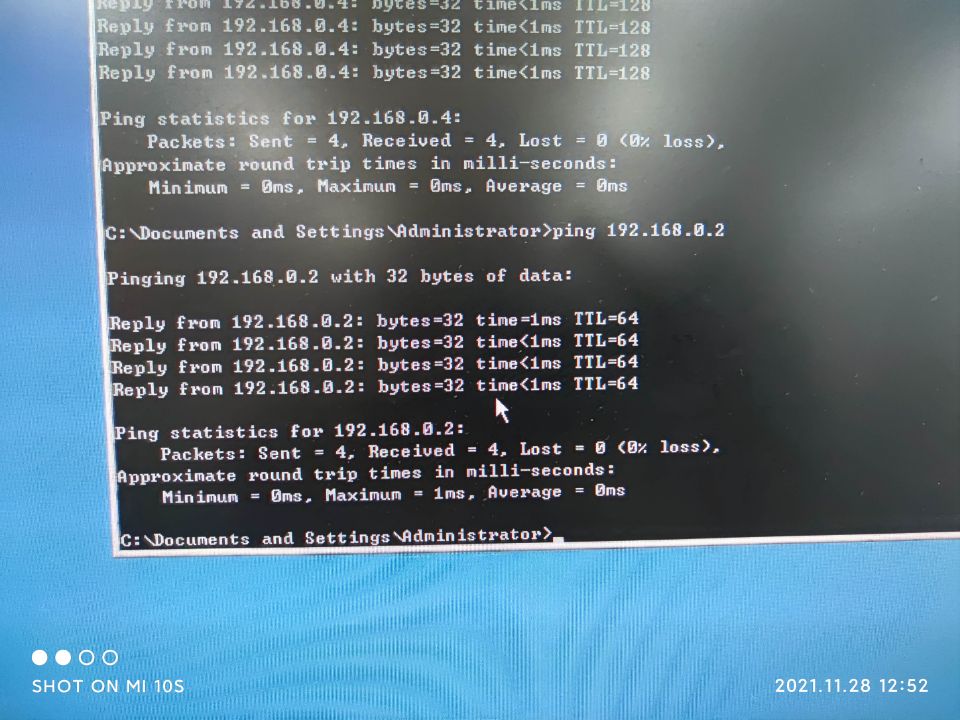 Reply from 192.168.0.4: bytes=32 time<1ms TTL=128
Reply from 192.168.0.4: bytes=32 time<1ms TTL=128
Reply from 192.168.0.4: bytes=32 time<1ms TTL=128
Reply from 192.168.0.4: bytes=32 time<1ms TTL=128
Ping statistics for 192.168.0.4:
Packets: Sent = 4, Received = 4, Lost = 0 (0% loss),
Approximate round trip times in milli-seconds:
Minimum = 0ms, Maximum = 0ms, Average = 0ms
C:\Documents and Settings\Administrator>ping 192.168.0.2
Pinging 192.168.0.2 with 32 bytes of data:
Reply from 192.168.0.2: bytes=32 time=1ms TTL=64
Reply from 192.168.0.2: bytes=32 time<1ms TTL=64
Reply from 192.168.0.2: bytes=32 time<1ms TTL=64
Reply from 192.168.0.2: bytes=32 time<1ms TTL=64
Ping statistics for 192.168.0.2:
Packets: Sent = 4, Received = 4, Lost = 0 (0% loss),
Approximate round trip times in milli-seconds:
Minimum = 0ms, Maximum = 1ms, Average = 0ms
C:\Documents and Settings\Administrator>_
SHOT ON MI 10S
2021.11.28 12:52